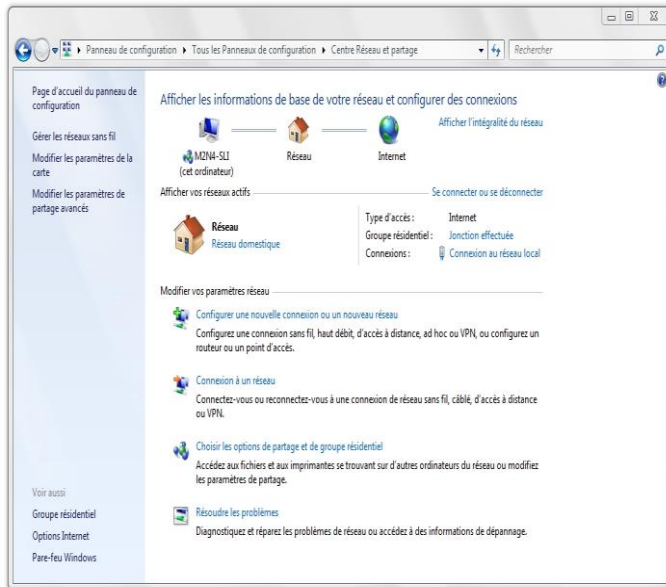 Panneau de configuration ▸ Tous les Panneaux de configuration ▸ Centre Réseau et partage
Rechercher
Page d'accueil du panneau de
configuration
Gérer les réseaux sans fil
Modifier les paramètres de la
carte
Modifier les paramètres de
partage avancés
Voir aussi
Groupe résidentiel
Options Internet
Pare-feu Windows
Afficher les informations de base de votre réseau et configurer des connexions
Afficher l'intégralité du réseau
M2N4-SLI
(cet ordinateur)
Réseau
Internet
Afficher vos réseaux actifs
Se connecter ou se déconnecter
Réseau
Réseau domestique
Type d'accès : Internet
Groupe résidentiel : Jonction effectuée
Connexions : Connexion au réseau local
Modifier vos paramètres réseau
Configurer une nouvelle connexion ou un nouveau réseau
Configurez une connexion sans fil, haut débit, d'accès à distance, ad hoc ou VPN, ou configurez un
routeur ou un point d'accès.
Connexion à un réseau
Connectez-vous ou reconnectez-vous à une connexion de réseau sans fil, câblé, d'accès à distance
ou VPN.
Choisir les options de partage et de groupe résidentiel
Accédez aux fichiers et aux imprimantes se trouvant sur d'autres ordinateurs du réseau ou modifiez
les paramètres de partage.
Résoudre les problèmes
Diagnostiquez et réparez les problèmes de réseau ou accédez à des informations de dépannage.